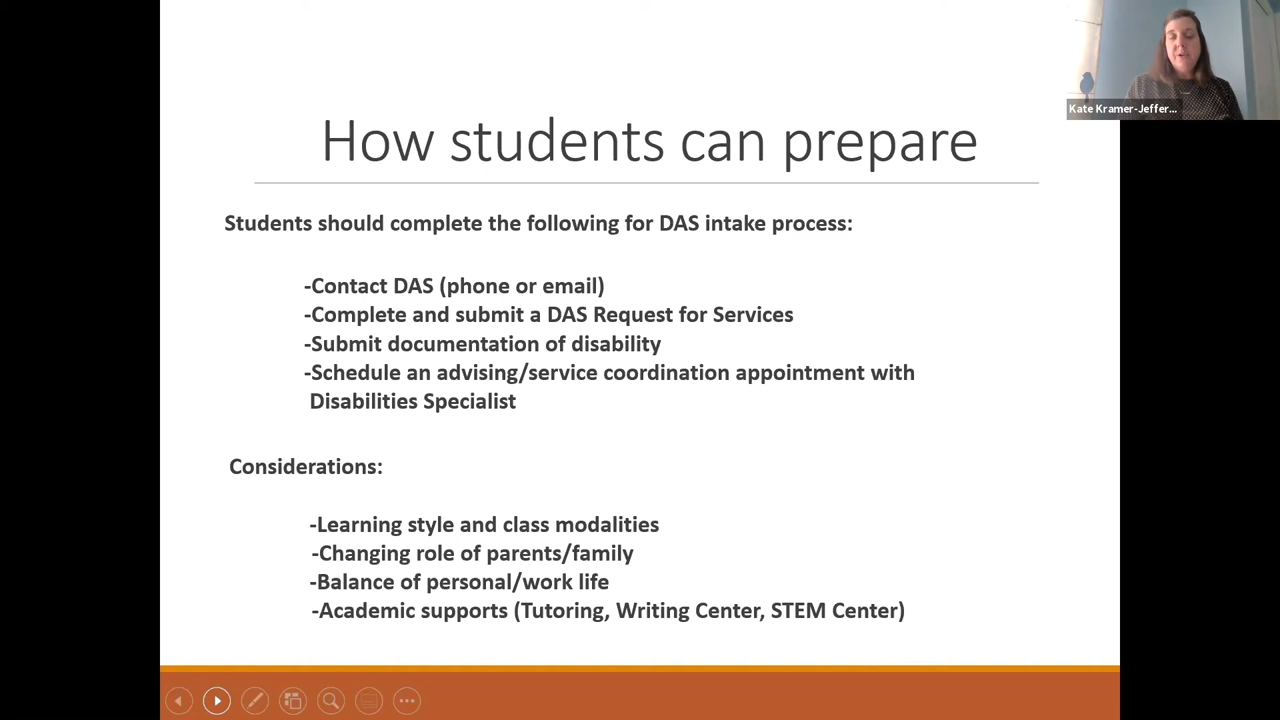 Kate Kramer-Jeffer...
How students can prepare
Students should complete the following for DAS intake process:
-Contact DAS (phone or email)
-Complete and submit a DAS Request for Services
-Submit documentation of disability
-Schedule an advising/service coordination appointment with
Disabilities Specialist
Considerations:
-Learning style and class modalities
-Changing role of parents/family
-Balance of personal/work life
-Academic supports (Tutoring, Writing Center, STEM Center)